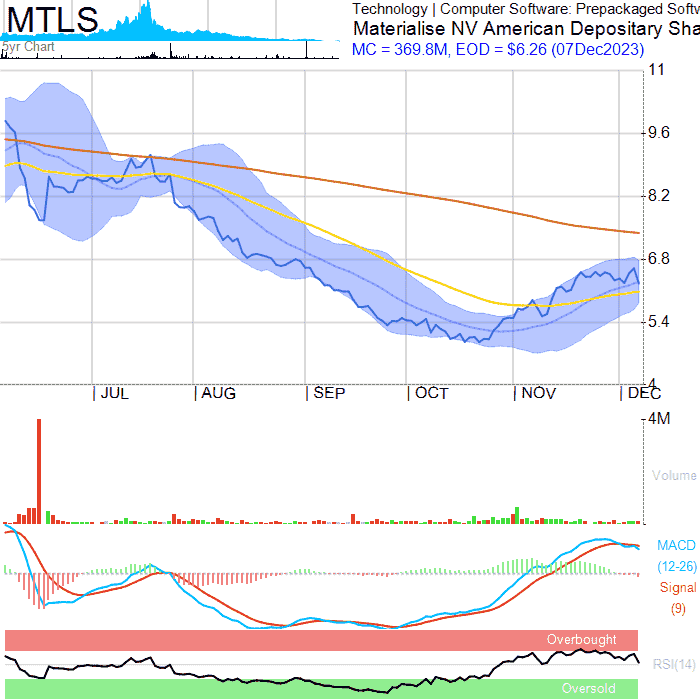 MTLS
5yr Chart
Technology | Computer Software: Prepackaged Softw
Materialise NV American Depositary Sha
MC = 369.8M, EOD = $6.26 (07Dec2023)
11
9.6
8.2
6.8
5.4
4
JUL AUG SEP OCT NOV DEC
4M
Volume
MACD
(12-26)
Signal
(9)
Overbought
RSI(14)
Oversold